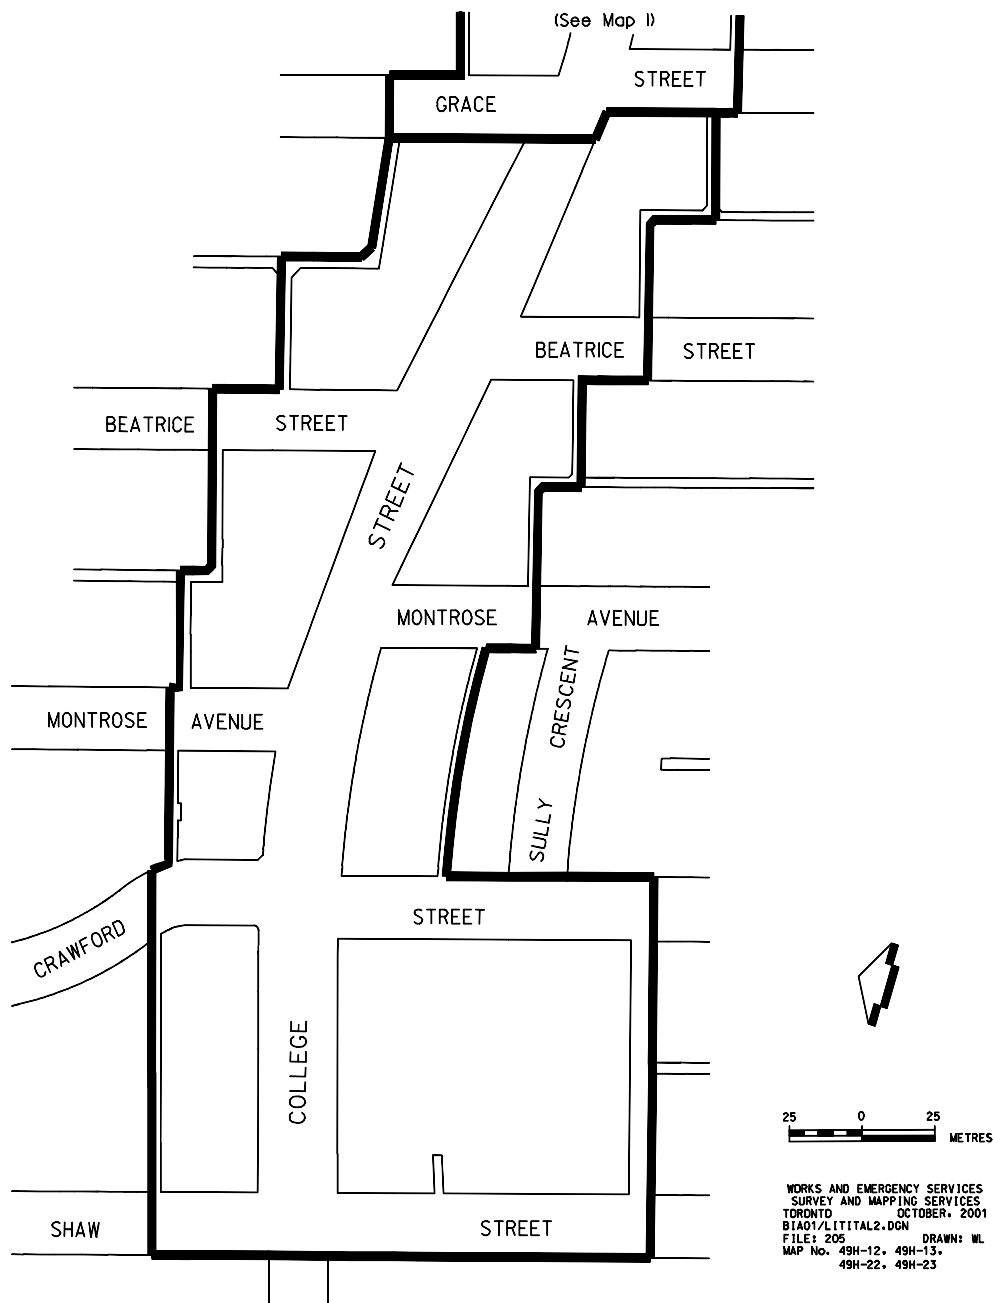 (See Map 1)
STREET
GRACE
BEATRICE STREET
BEATRICE STREET
STREET
MONTROSE AVENUE
CRESCENT
MONTROSE AVENUE
SULLY
STREET
CRAWFORD
COLLEGE
25 0 25
METRES
WORKS AND EMERGENCY SERVICES
SURVEY AND MAPPING SERVICES
TORONTO OCTOBER, 2001
BIA01/LITITAL2.DGN
FILE: 205 DRAWN: WL
MAP No. 49H-12, 49H-13,
49H-22, 49H-23
SHAW STREET